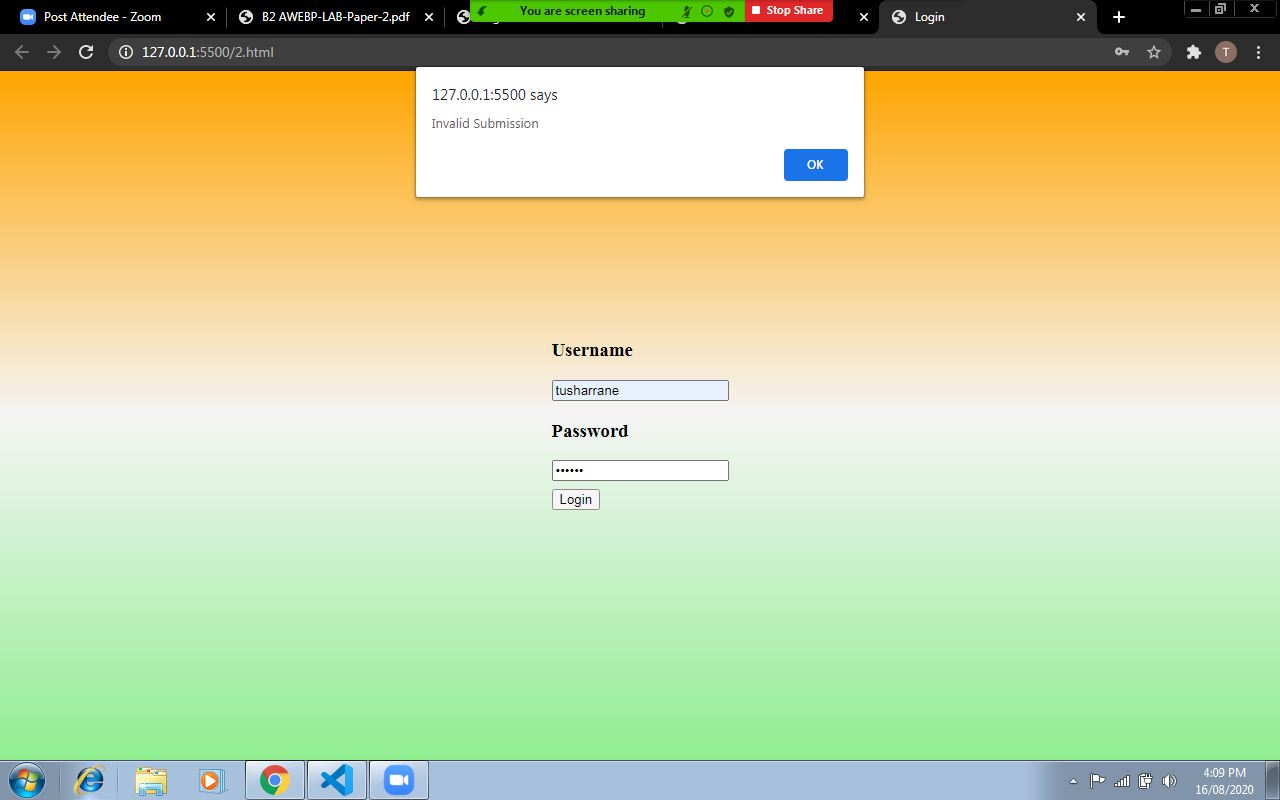 Post Attendee - Zoom
B2 AWEBP-LAB-Paper-2.pdf
You are screen sharing
Stop Share
Login
127.0.0.1:5500/2.html
T
127.0.0.1:5500 says
Invalid Submission
OK
Username
tusharrane
Password
••••••
Login
4:09 PM
16/08/2020